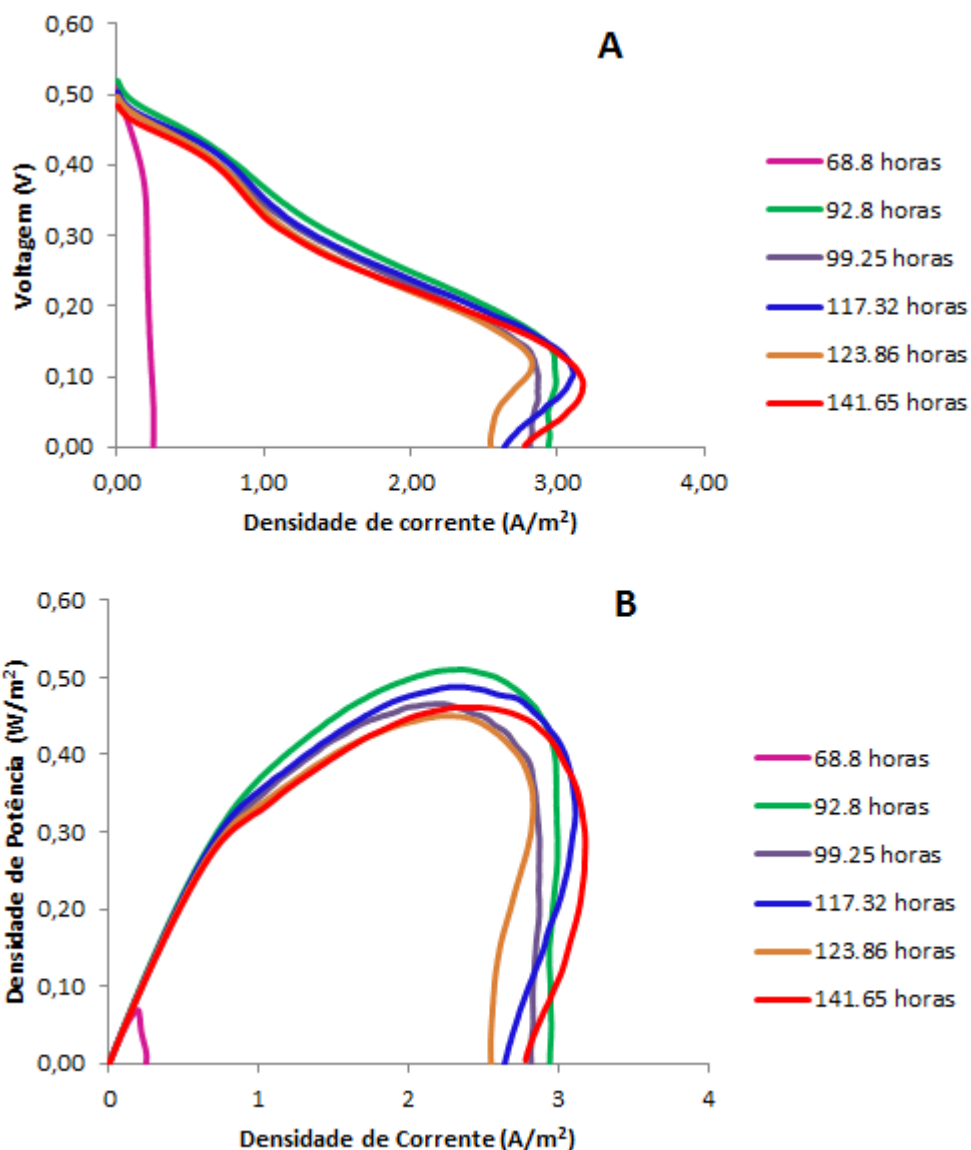 A
0,60
0,50
0,40
0,30
0,20
0,10
0,00
Voltagem (V)
0,00 1,00 2,00 3,00 4,00
Densidade de corrente (A/m²)
68.8 horas
92.8 horas
99.25 horas
117.32 horas
123.86 horas
141.65 horas
B
0,60
0,50
0,40
0,30
0,20
0,10
0,00
Densidade de Potência (W/m²)
0 1 2 3 4
Densidade de Corrente (A/m²)
68.8 horas
92.8 horas
99.25 horas
117.32 horas
123.86 horas
141.65 horas